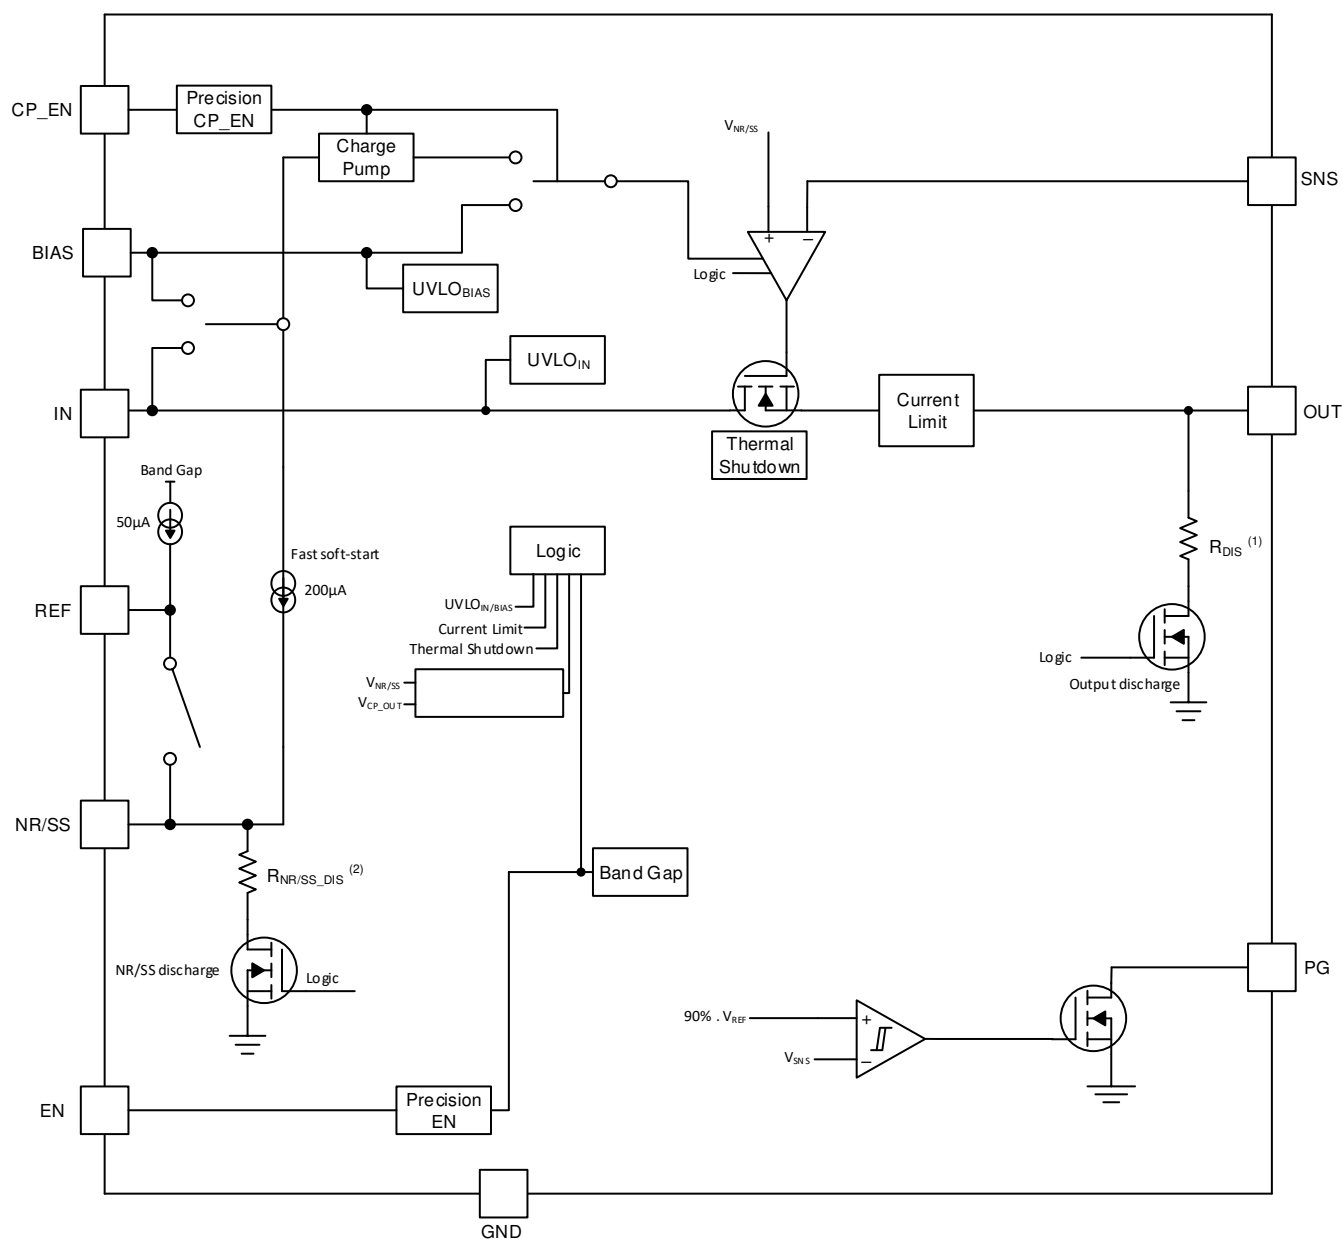 CP_EN
Precision
CP_EN
Charge
Pump
V_NR/SS
SNS
BIAS
Logic
UVLO_BIAS
UVLO_IN
IN
Current
Limit
OUT
Thermal
Shutdown
Band Gap
50µA
Logic
R_DIS (1)
Fast soft-start
200µA
REF
UVLO_IN/BIAS
Current Limit
Thermal Shutdown
Logic
Output discharge
V_NR/SS
V_CP_OUT
NR/SS
R_NR/SS_DIS (2)
Band Gap
NR/SS discharge
Logic
PG
90% . V_REF
+
V_SNS
−
EN
Precision
EN
GND
+ −